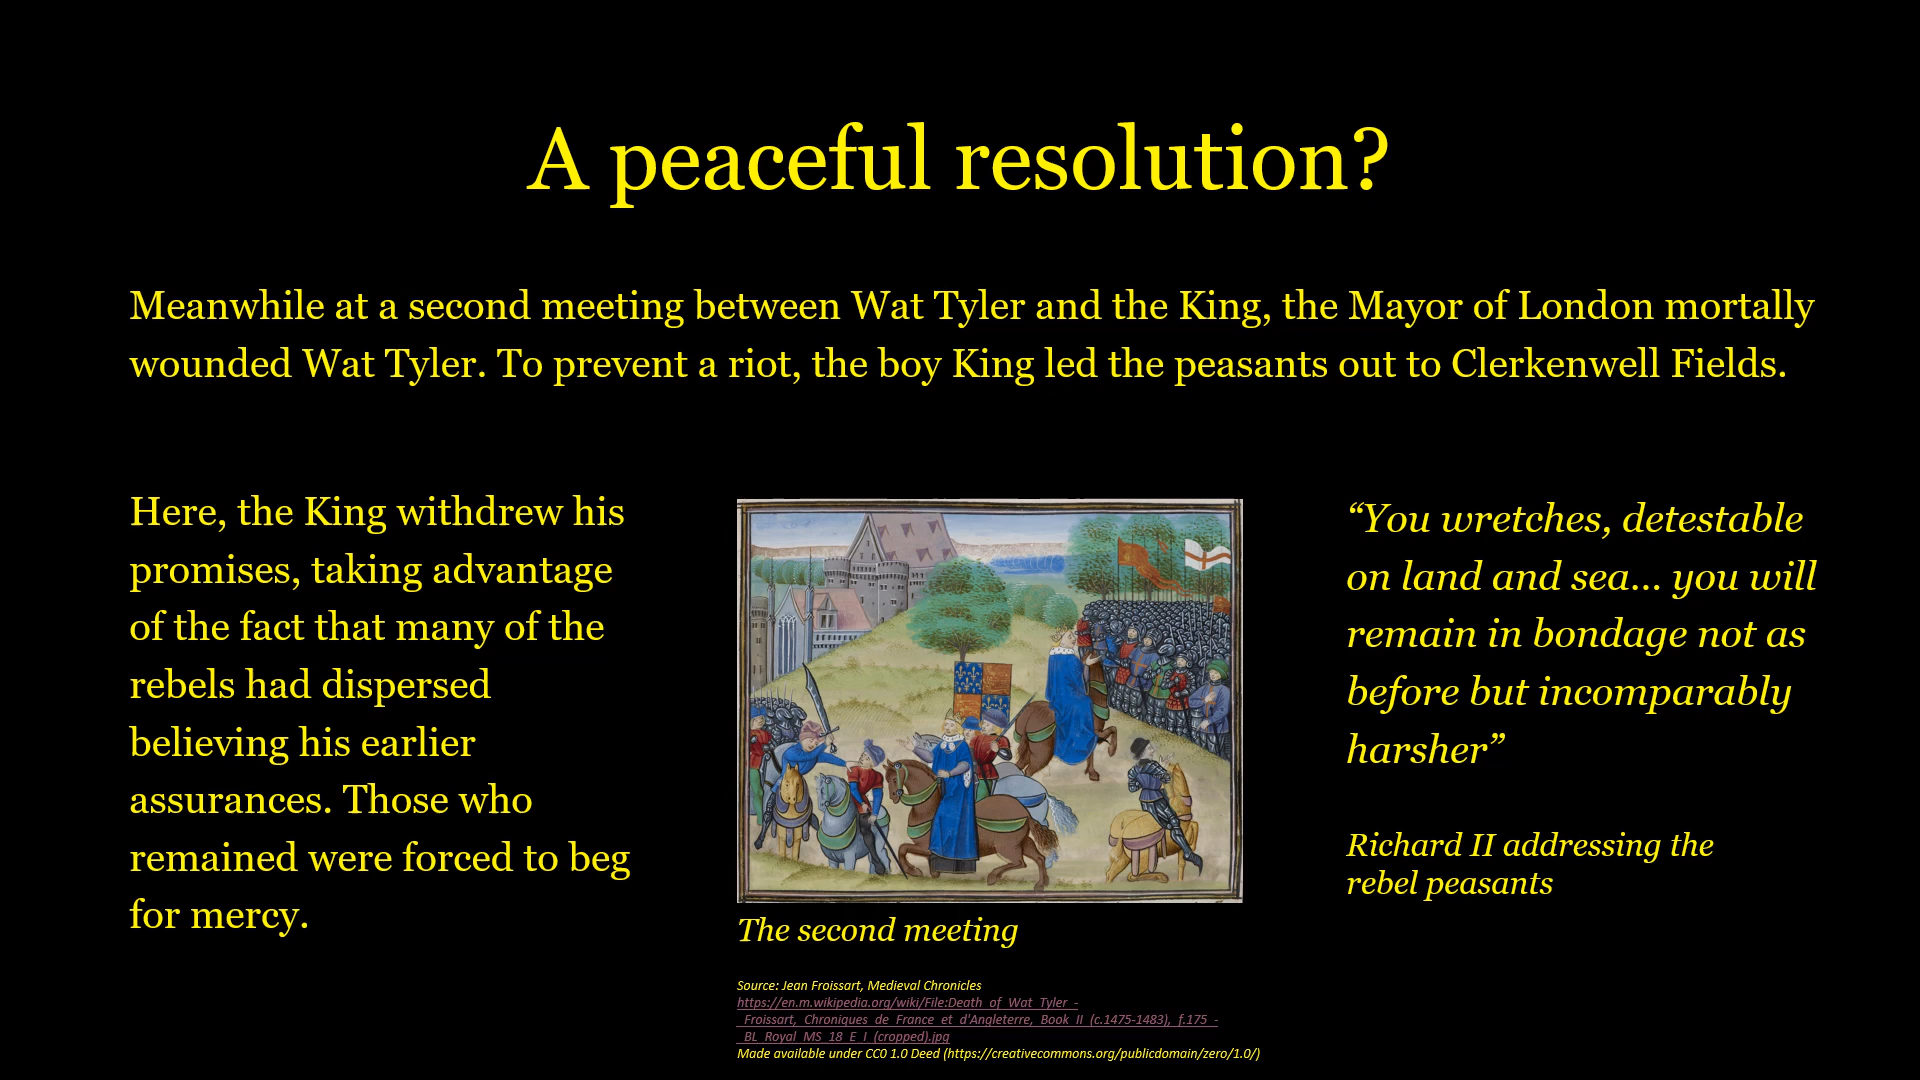 A peaceful resolution?
Meanwhile at a second meeting between Wat Tyler and the King, the Mayor of London mortally
wounded Wat Tyler. To prevent a riot, the boy King led the peasants out to Clerkenwell Fields.
Here, the King withdrew his
promises, taking advantage
of the fact that many of the
rebels had dispersed
believing his earlier
assurances. Those who
remained were forced to beg
for mercy.
The second meeting
Source: Jean Froissart, Medieval Chronicles
https://en.m.wikipedia.org/wiki/File:Death_of_Wat_Tyler_-
_Froissart,_Chroniques_de_France_et_d'Angleterre,_Book_II_(c.1475-1483),_f.175_-
_BL_Royal_MS_18_E_I_(cropped).jpg
Made available under CC0 1.0 Deed (https://creativecommons.org/publicdomain/zero/1.0/)
“You wretches, detestable
on land and sea… you will
remain in bondage not as
before but incomparably
harsher”
Richard II addressing the
rebel peasants